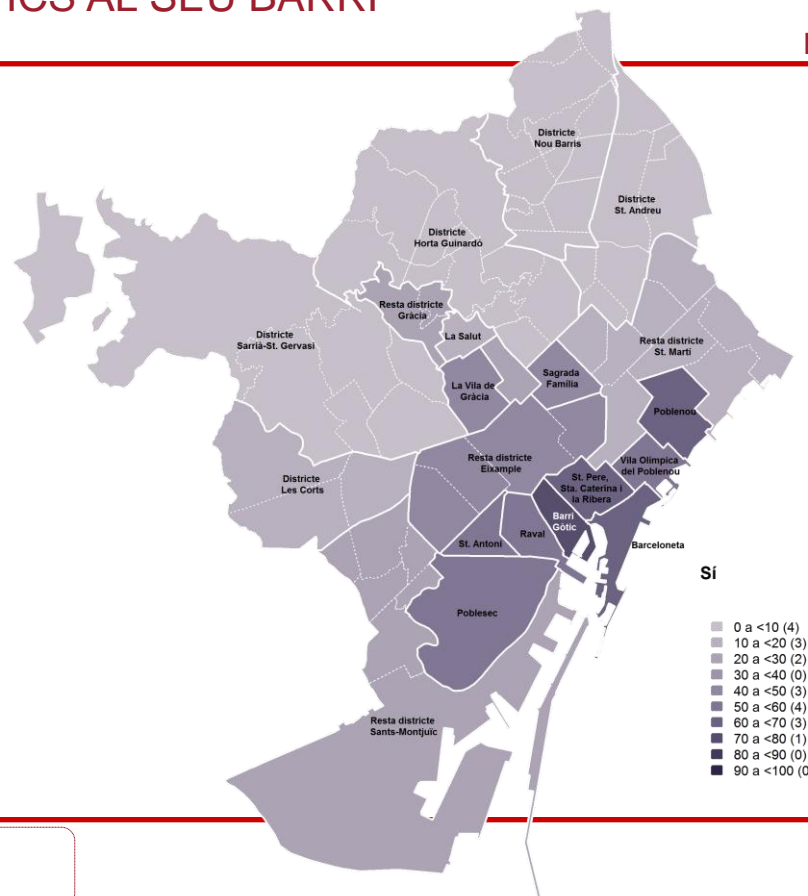 ICS AL SEU BARRI
Districte
Nou Barris
Districte
St. Andreu
Districte
Horta Guinardó
Resta districte
Gràcia
La Salut
Districte
Sarrià-St. Gervasi
Resta districte
St. Martí
La Vila de
Gràcia
Sagrada
Família
Poblenou
Resta districte
Eixample
Vila Olímpica
del Poblenou
Districte
Les Corts
St. Pere,
Sta. Caterina i
la Ribera
Barri
Gòtic
Raval
St. Antoni
Barceloneta
Poblesec
Resta districte
Sants-Montjuïc
Sí
0 a <10 (4)
10 a <20 (3)
20 a <30 (2)
30 a <40 (0)
40 a <50 (3)
50 a <60 (4)
60 a <70 (3)
70 a <80 (1)
80 a <90 (0)
90 a <100 (0